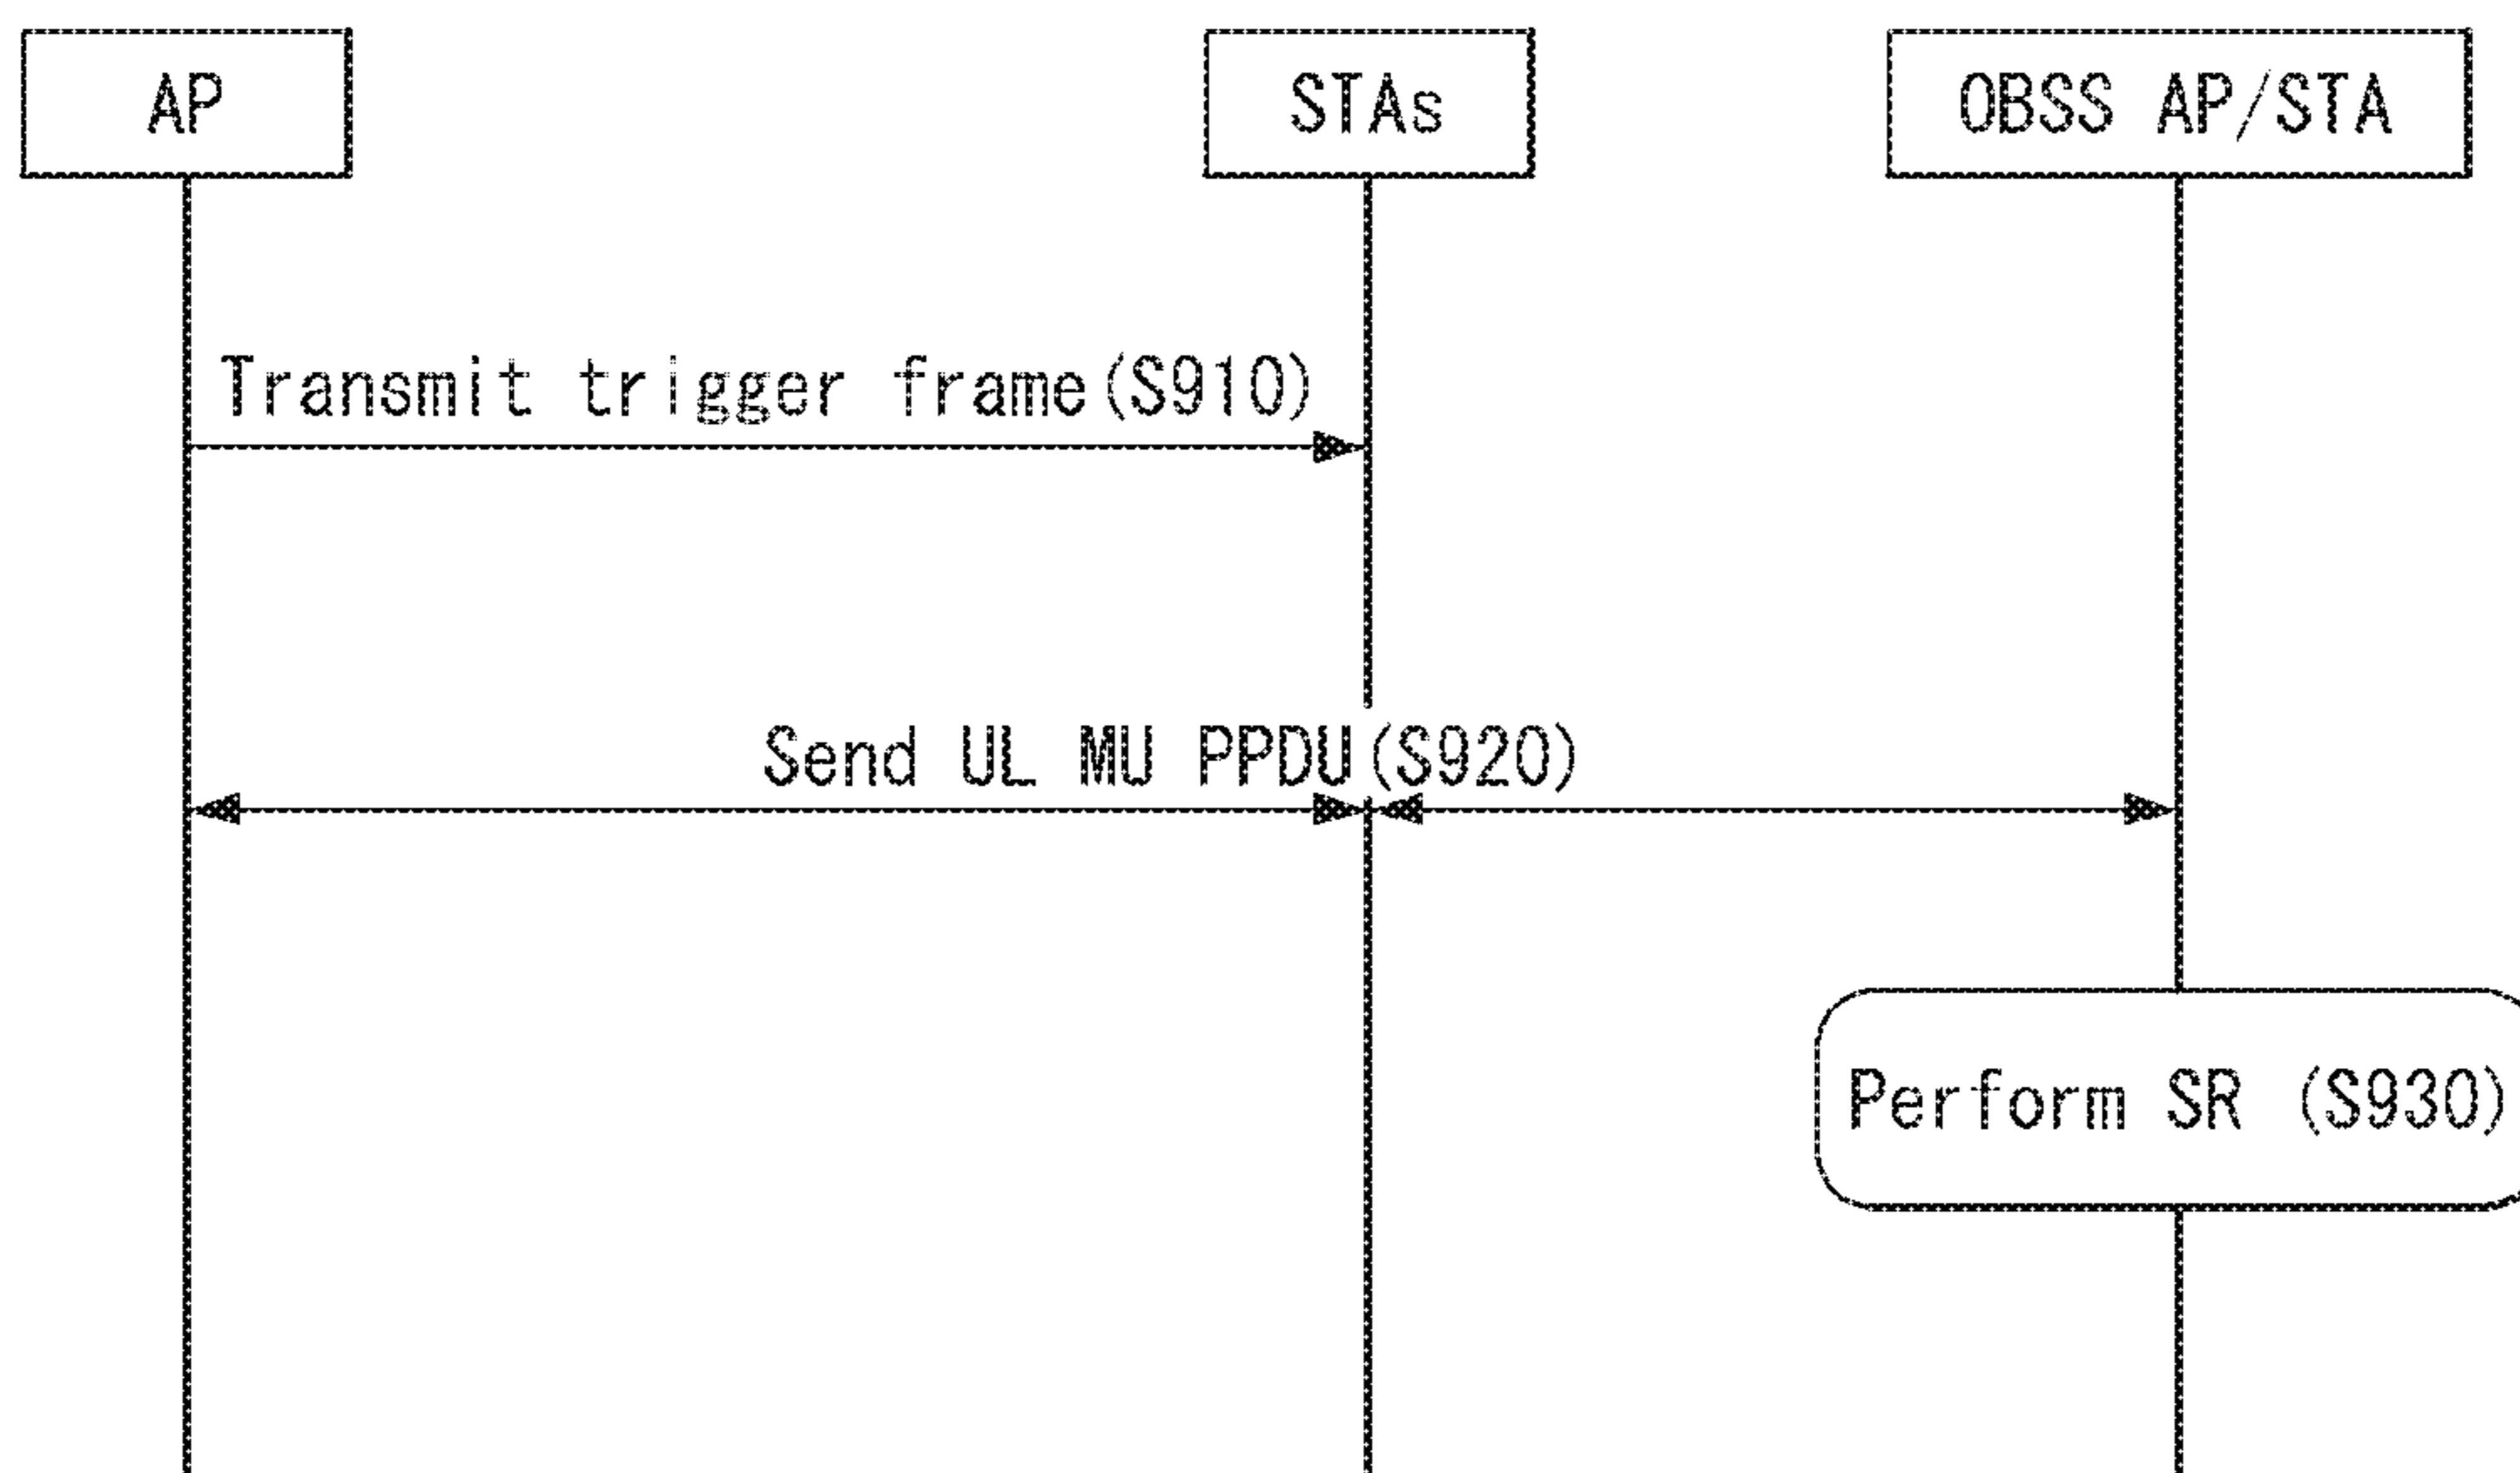 AP
STAs
OBSS AP/STA
Transmit trigger frame(S910)
Send UL MU PPDU(S920)
Perform SR (S930)